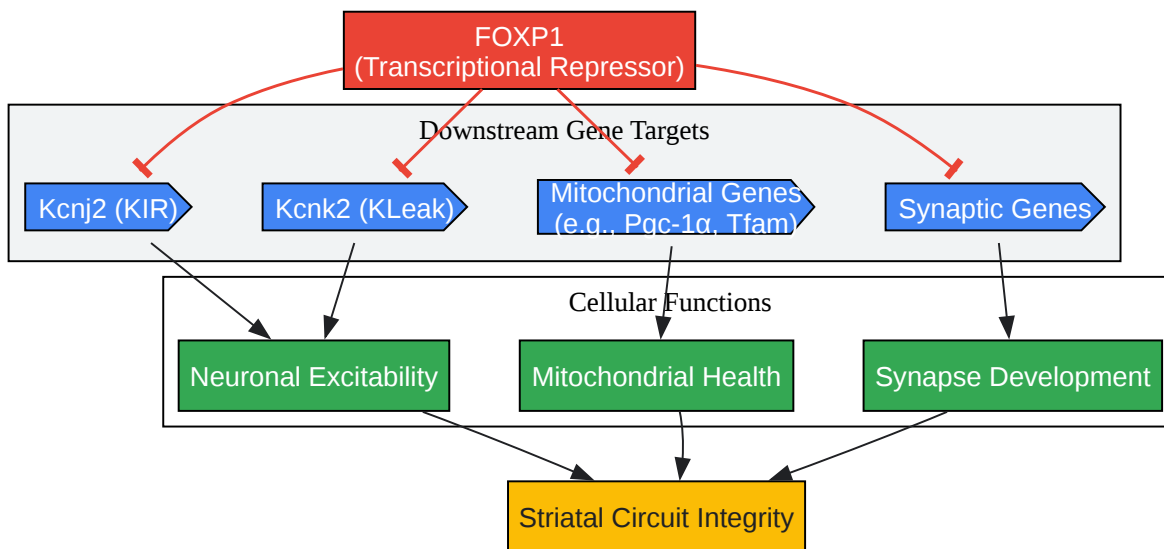 FOXP1
(Transcriptional Repressor)
Downstream Gene Targets
Kcnj2 (KIR)
Kcnk2 (KLeak)
Mitochondrial Genes
(e.g., Pgc-1α, Tfam)
Synaptic Genes
Cellular Functions
Neuronal Excitability
Mitochondrial Health
Synapse Development
Striatal Circuit Integrity